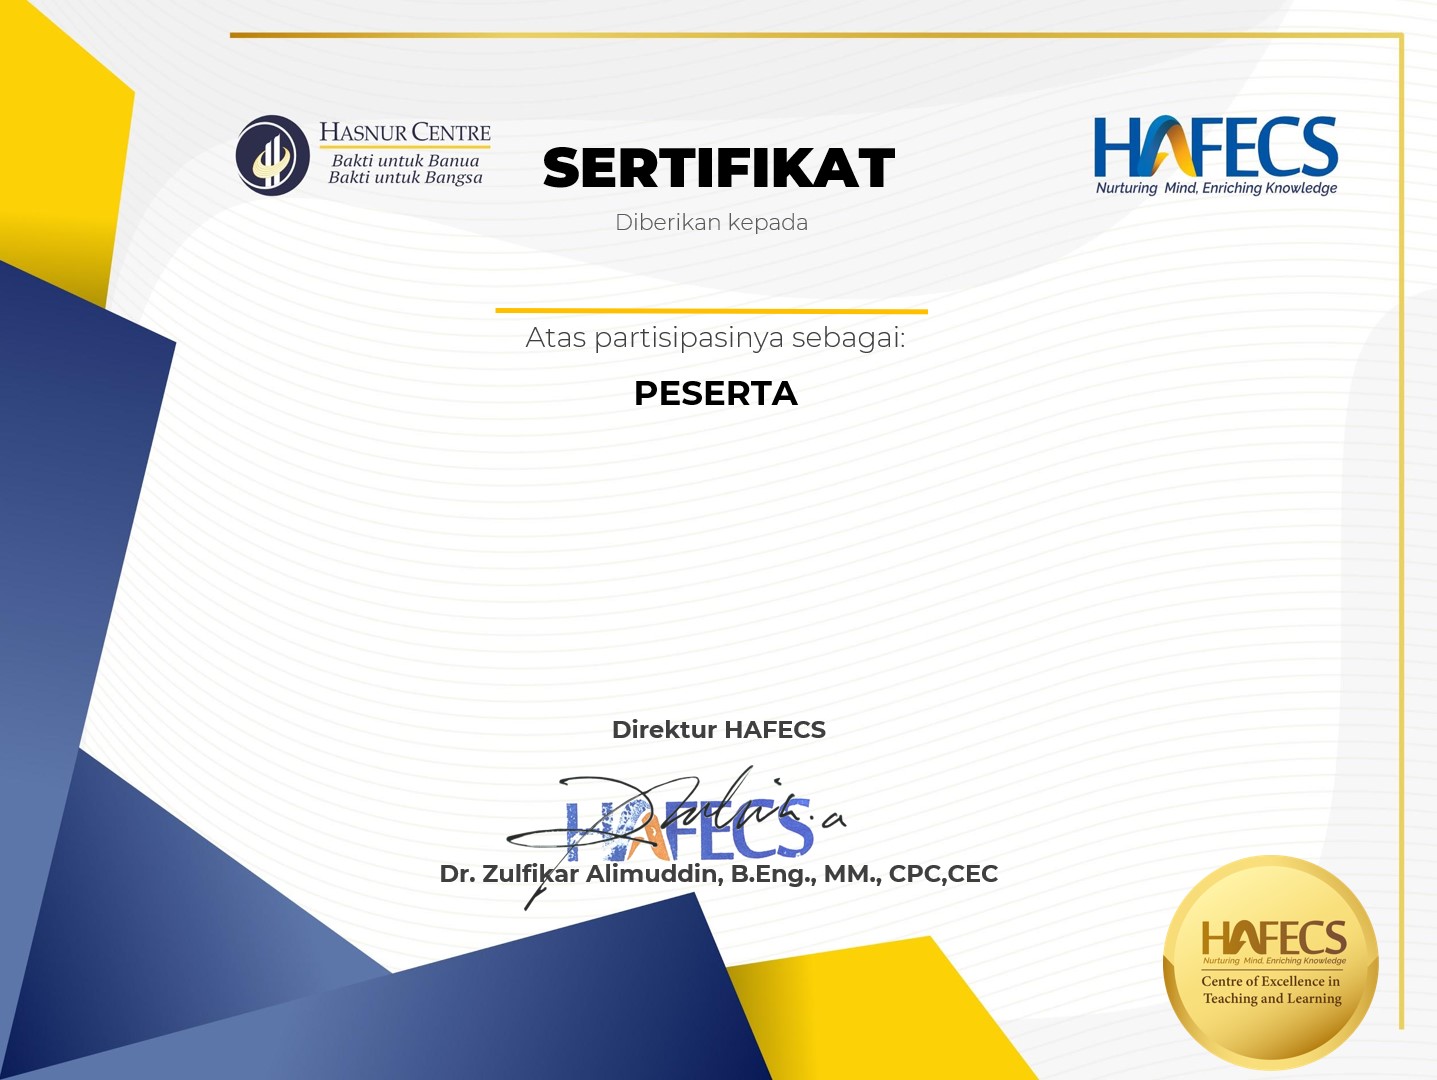 HASNUR CENTRE
Bakti untuk Banua
Bakti untuk Bangsa
SERTIFIKAT
HAFECS
Nurturing Mind, Enriching Knowledge
Diberikan kepada
Atas partisipasinya sebagai:
PESERTA
Direktur HAFECS
HAFECS
Dr. Zulfikar Alimuddin, B.Eng., MM., CPC,CEC
HAFECS
Nurturing Mind, Enriching Knowledge
Centre of Excellence in
Teaching and Learning